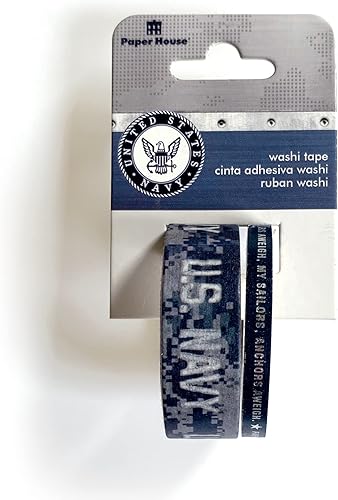 Paper House®
UNITED STATES
NAVY
washi tape
cinta adhesiva washi
ruban washi
U.S. NAVY
AWEIGH, MY SAILORS, ANCHORS AWEIGH.